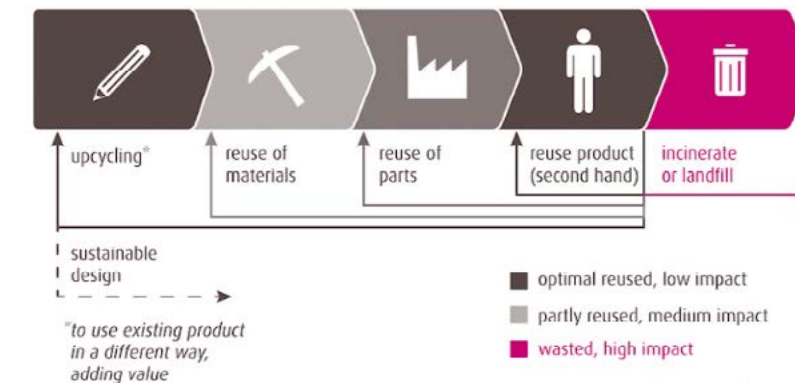 upcycling*
reuse of
materials
reuse of
parts
reuse product
(second hand)
incinerate
or landfill
sustainable
design
*to use existing product
in a different way,
adding value
optimal reused, low impact
partly reused, medium impact
wasted, high impact